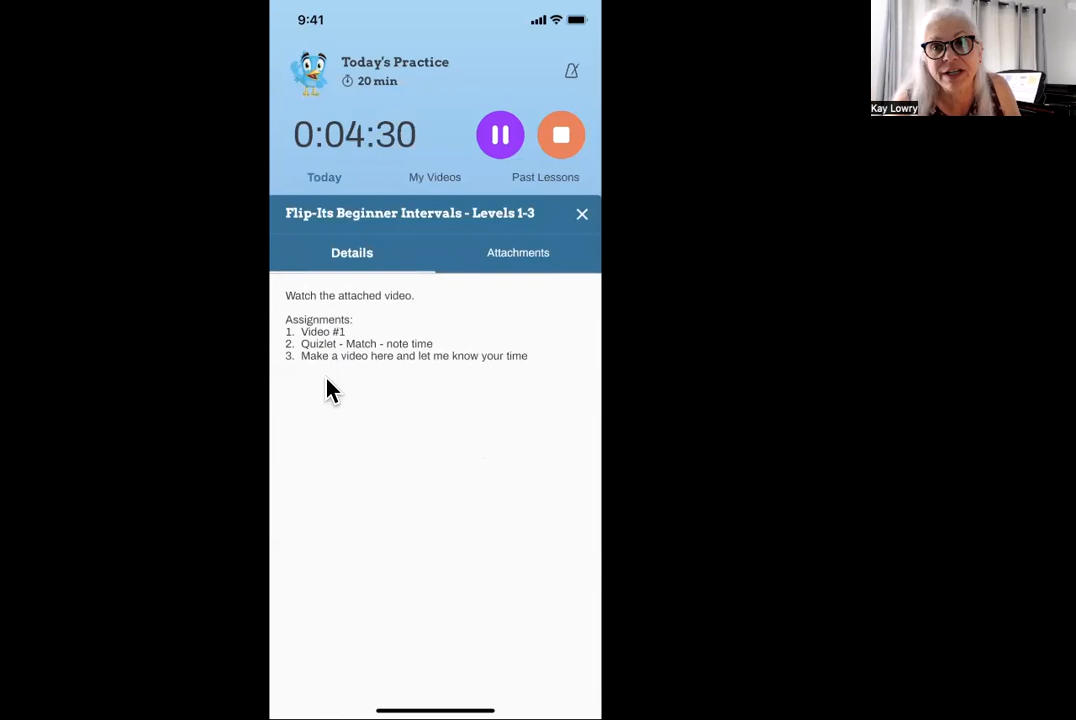 9:41
Today's Practice
20 min
0:04:30
Today My Videos Past Lessons
Flip-Its Beginner Intervals - Levels 1-3
Details Attachments
Watch the attached video.
Assignments:
1. Video #1
2. Quizlet - Match - note time
3. Make a video here and let me know your time
Kay Lowry